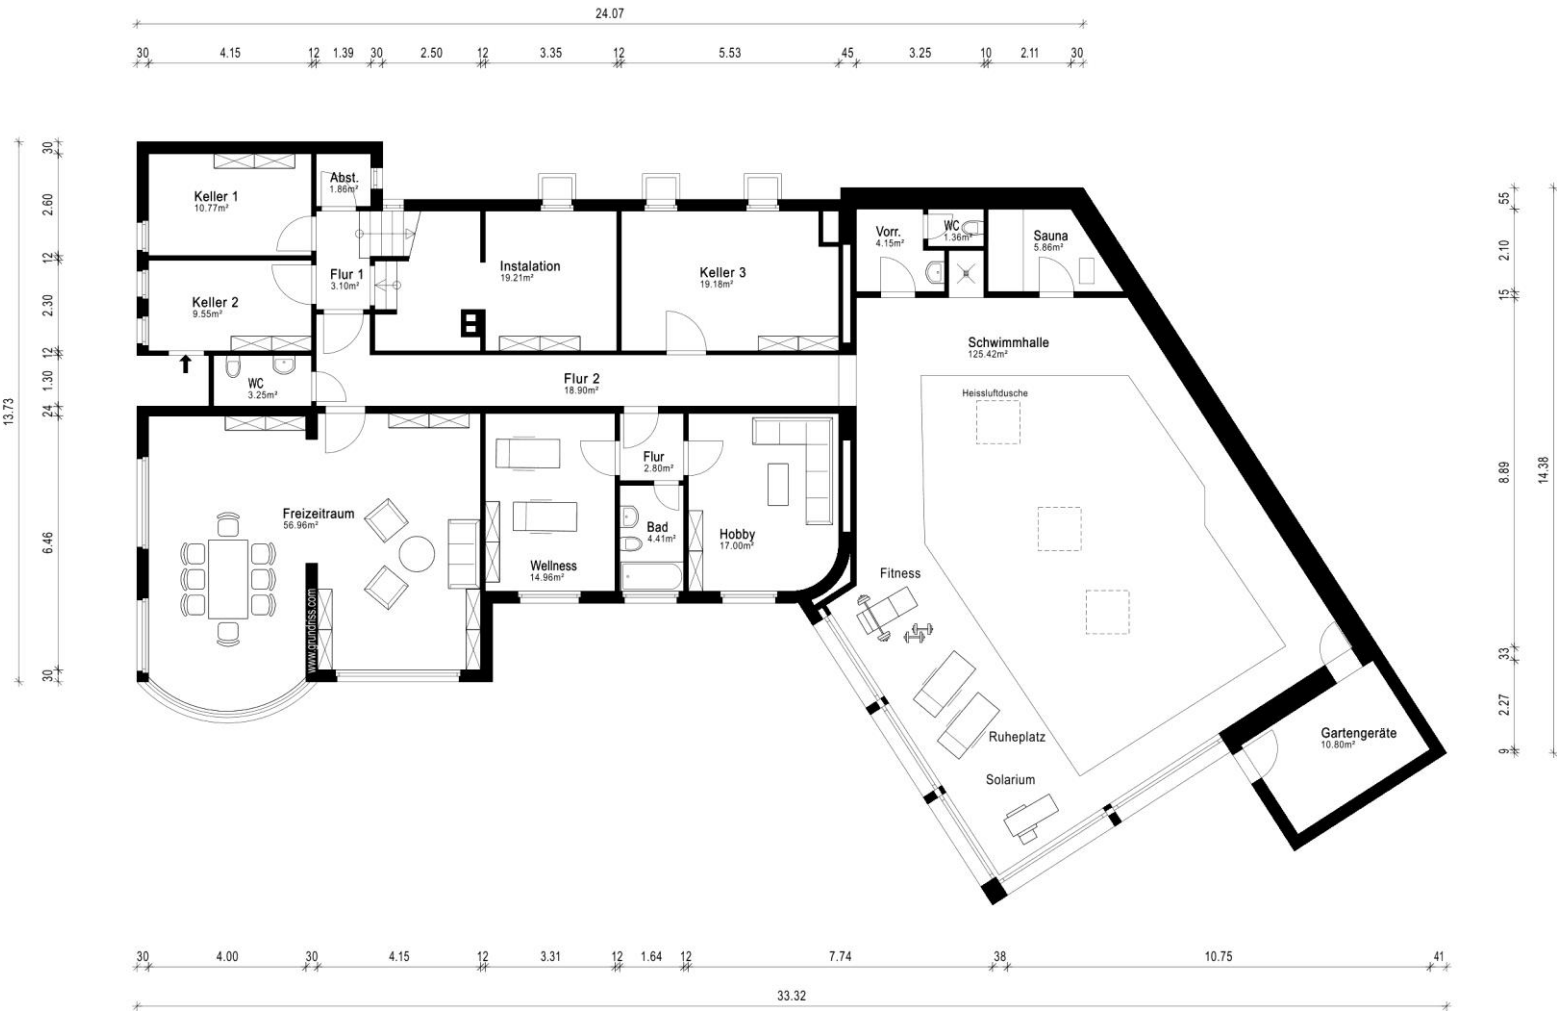 24.07
30 4.15 12 1.39 30 2.50 12 3.35 12 5.53 45 3.25 10 2.11 30
13.73
30
2.60
12
2.30
12
1.30
24
6.46
30
Keller 1
10.77m²
Abst.
1.86m²
Keller 2
9.55m²
Flur 1
3.10m²
Instalation
19.21m²
Keller 3
19.18m²
Vorr.
4.15m²
WC
1.36m²
Sauna
5.86m²
Schwimmhalle
125.42m²
Heissluftdusche
WC
3.25m²
Flur 2
18.90m²
Freizeitraum
56.96m²
Wellness
14.96m²
Flur
2.80m²
Bad
4.41m²
Hobby
17.00m²
Fitness
Ruheplatz
Solarium
Gartengeräte
10.80m²
www.grundriss.com
55
2.10
15
8.89
33
2.27
9
14.38
30 4.00 30 4.15 12 3.31 12 1.64 12 7.74 38 10.75 41
33.32